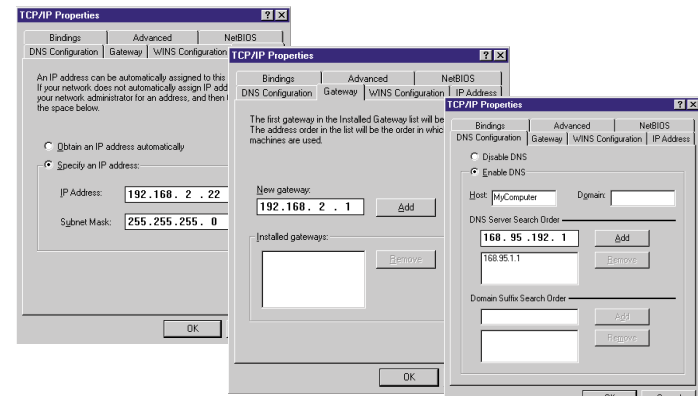 TCP/IP Properties
Bindings Advanced NetBIOS
DNS Configuration Gateway WINS Configuration
An IP address can be automatically assigned to this
If your network does not automatically assign IP add
your network administrator for an address, and then
the space below.
Obtain an IP address automatically
Specify an IP address:
IP Address: 192.168. 2 .22
Subnet Mask: 255.255.255. 0
OK
TCP/IP Properties
Bindings Advanced NetBIOS
DNS Configuration Gateway WINS Configuration IP Address
The first gateway in the Installed Gateway list will be
The address order in the list will be the order in which
machines are used.
New gateway:
192.168. 2 . 1 Add
Installed gateways:
Remove
OK
TCP/IP Properties
Bindings Advanced NetBIOS
DNS Configuration Gateway WINS Configuration IP Address
Disable DNS
Enable DNS
Host: MyComputer Domain:
DNS Server Search Order
168. 95 .192. 1 Add
168.95.1.1 Remove
Domain Suffix Search Order
Add
Remove